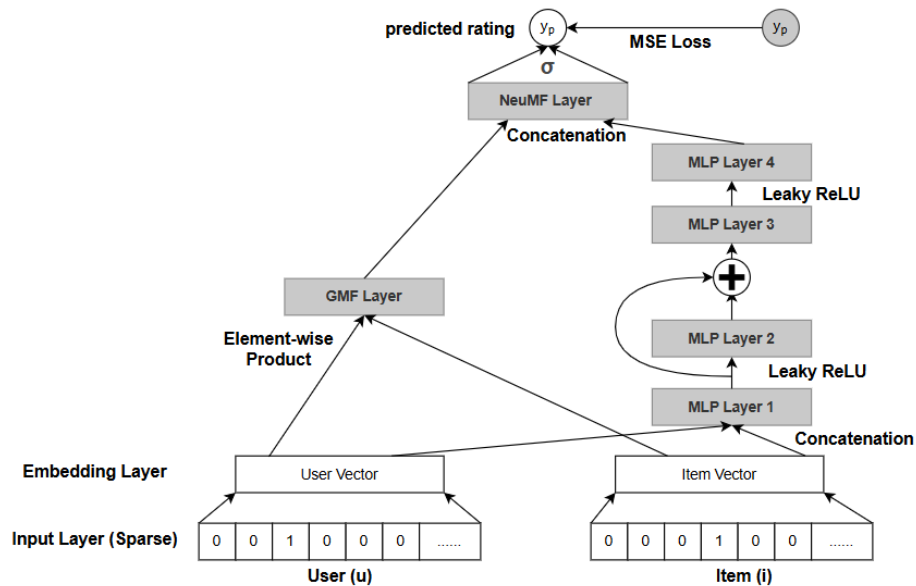 predicted rating
yₚ
MSE Loss
yₚ
σ
NeuMF Layer
Concatenation
MLP Layer 4
Leaky ReLU
MLP Layer 3
GMF Layer
Element-wise
Product
MLP Layer 2
Leaky ReLU
MLP Layer 1
Concatenation
Embedding Layer
User Vector
Item Vector
Input Layer (Sparse)
0 0 1 0 0 0 ......
0 0 0 1 0 0 ......
User (u)
Item (i)